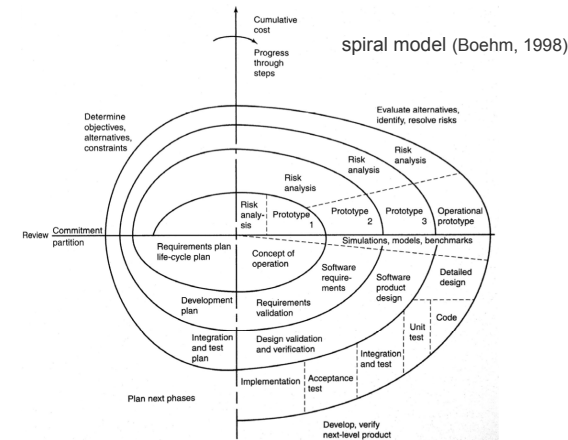 Cumulative
cost
Progress
through
steps
spiral model (Boehm, 1998)
Determine
objectives,
alternatives,
constraints
Evaluate alternatives,
identify, resolve risks
Risk
analysis
Risk
analysis
Risk
analysis
Risk
analy-
sis
Prototype
1
Prototype
2
Prototype
3
Operational
prototype
Review
Commitment
partition
Simulations, models, benchmarks
Requirements plan
life-cycle plan
Concept of
operation
Software
require-
ments
Software
product
design
Detailed
design
Development
plan
Requirements
validation
Integration
and test
plan
Design validation
and verification
Unit
test
Code
Integration
and test
Acceptance
test
Implementation
Plan next phases
Develop, verify
next-level product